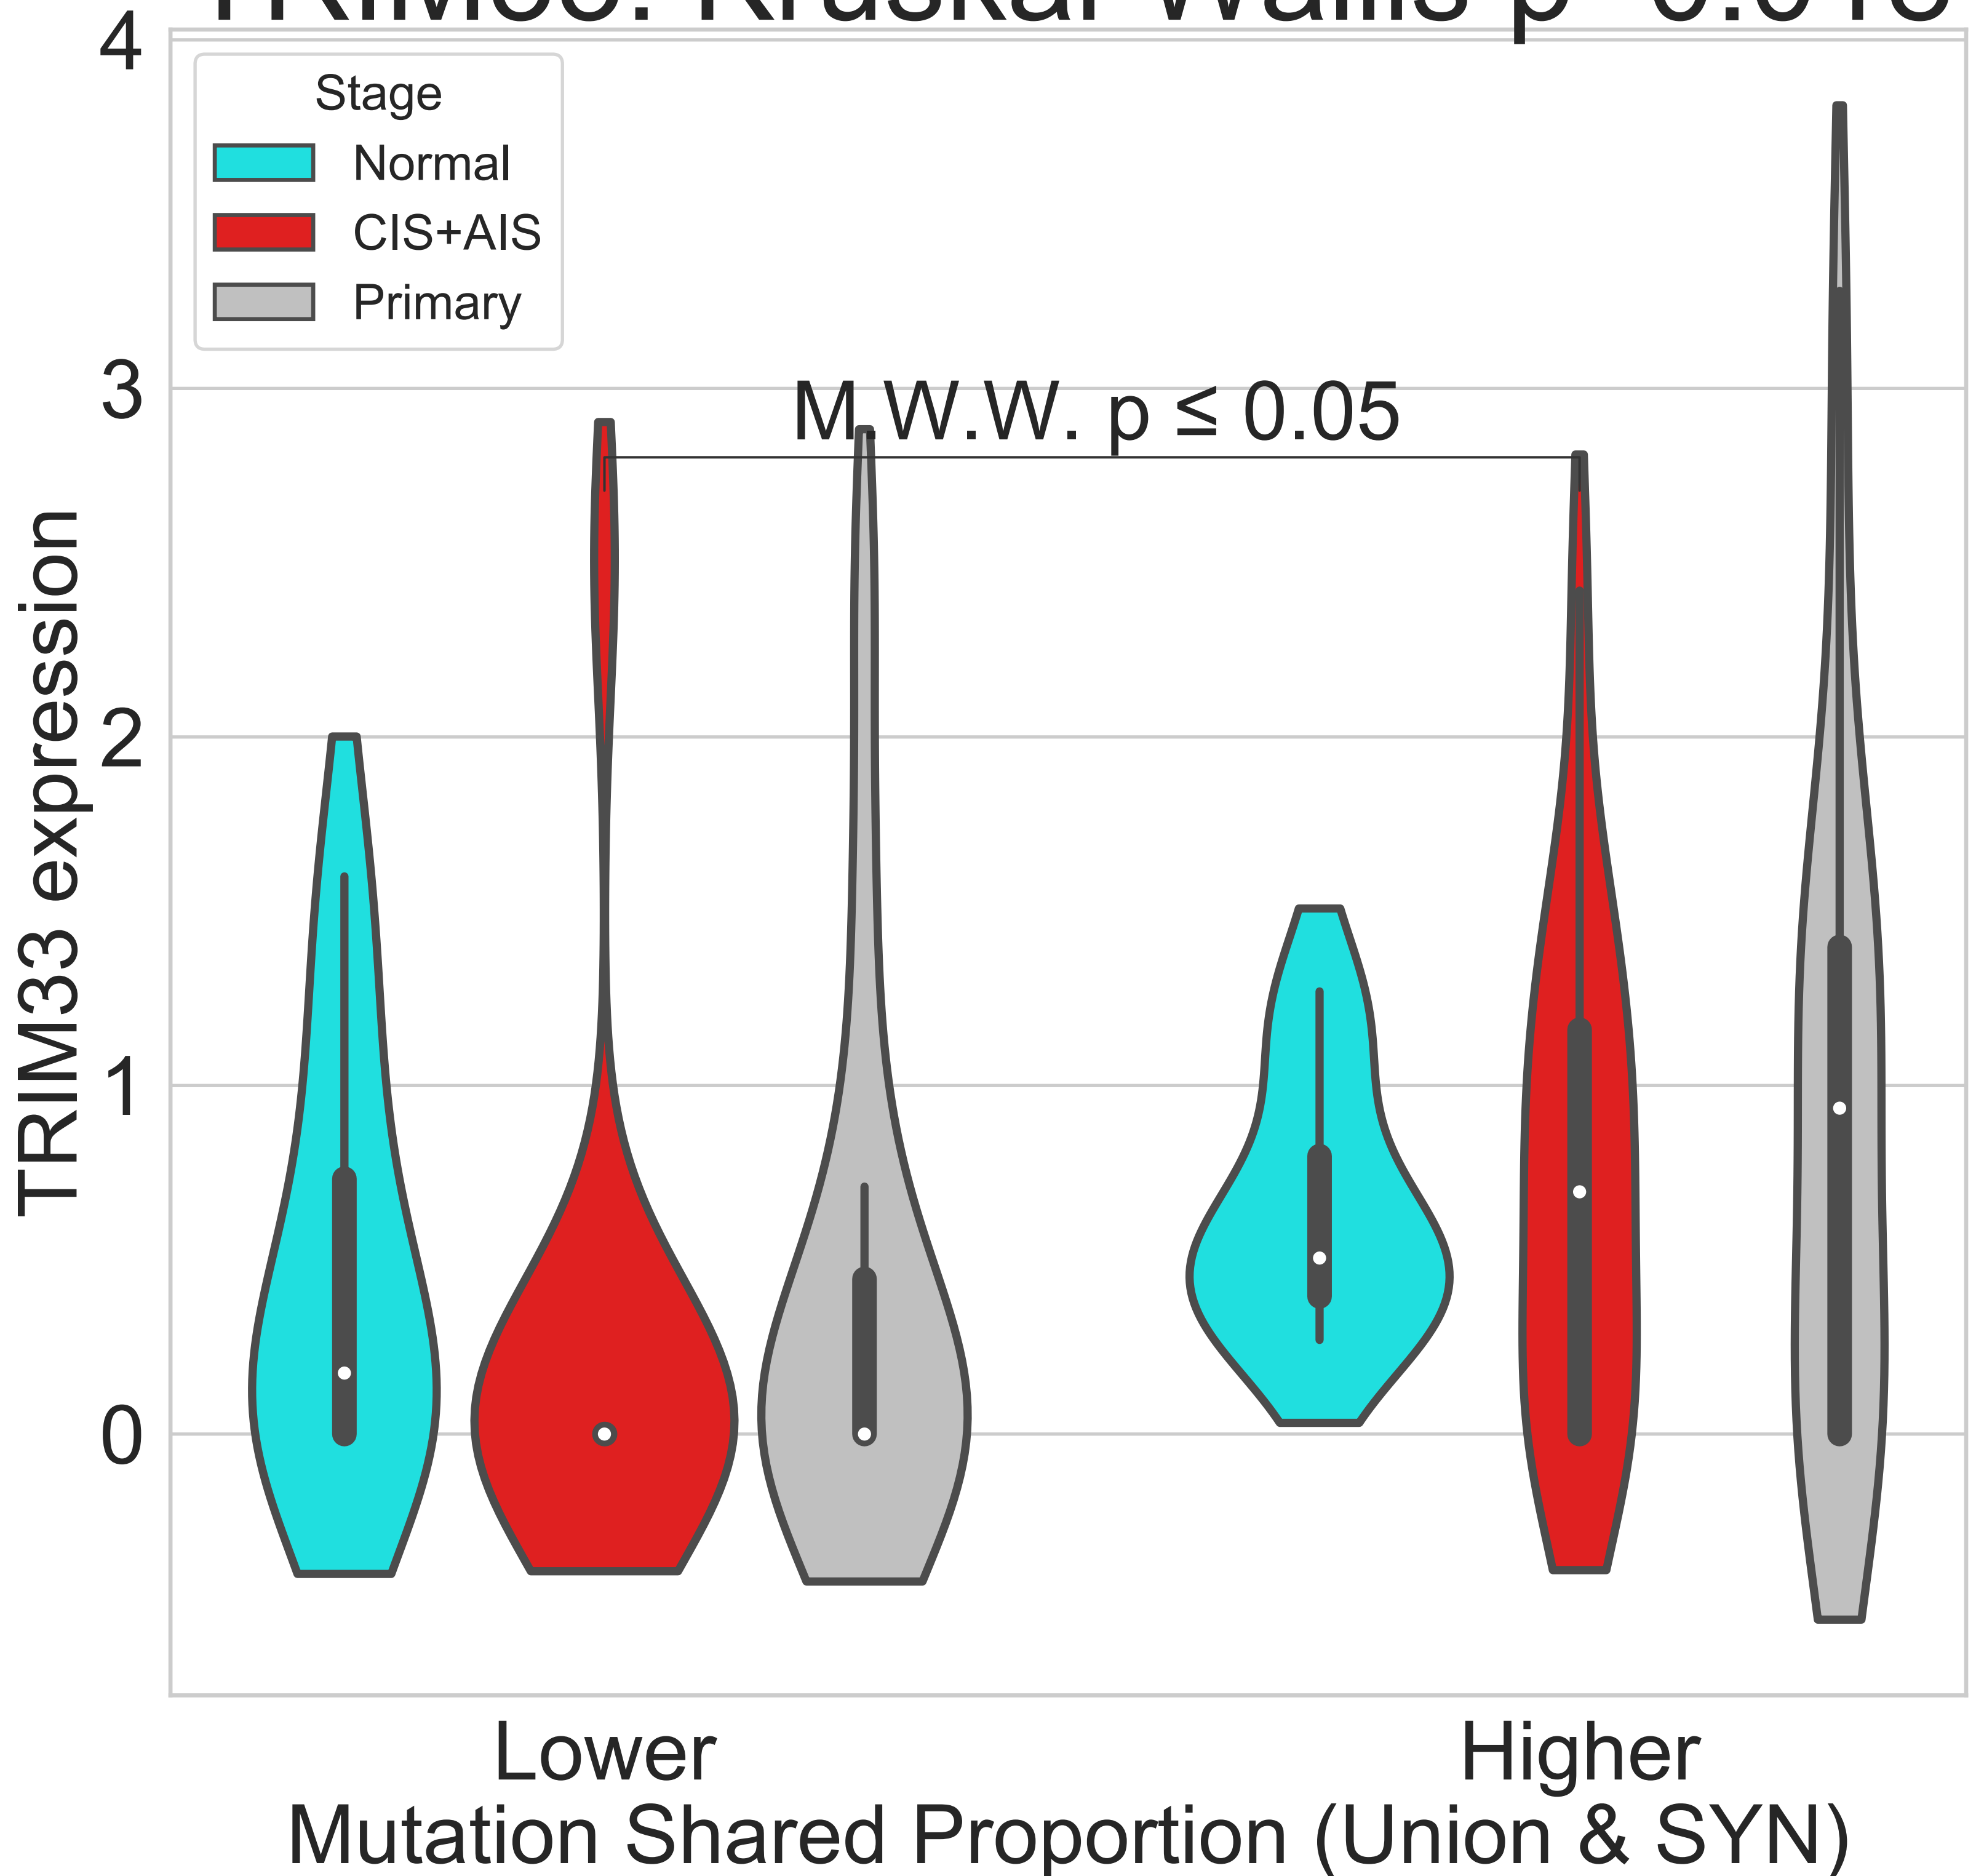 4
Stage
Normal
CIS+AIS
Primary
3
M.W.W. p ≤ 0.05
2
TRIM33 expression
1
0
Lower
Higher
Mutation Shared Proportion (Union & SYN)